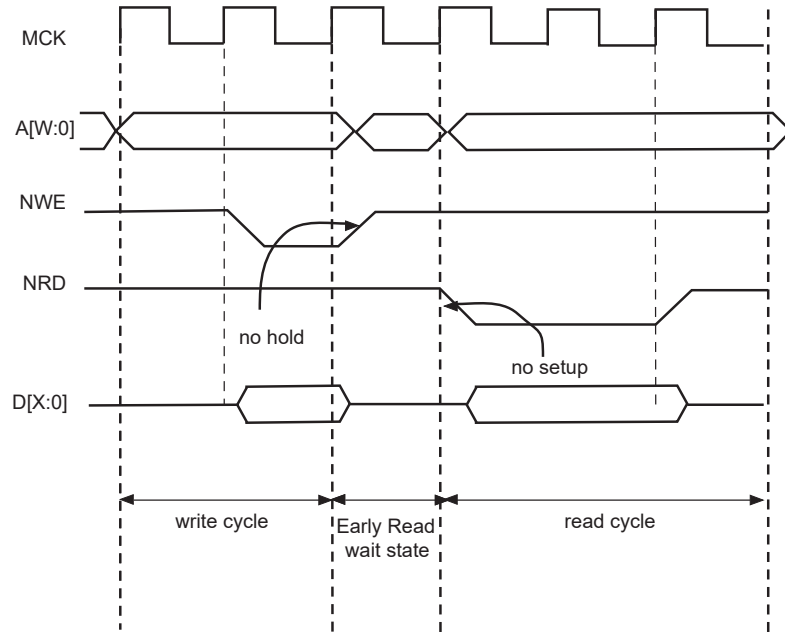 MCK
A[W:0]
NWE
NRD
no hold
no setup
D[X:0]
write cycle
Early Read
wait state
read cycle